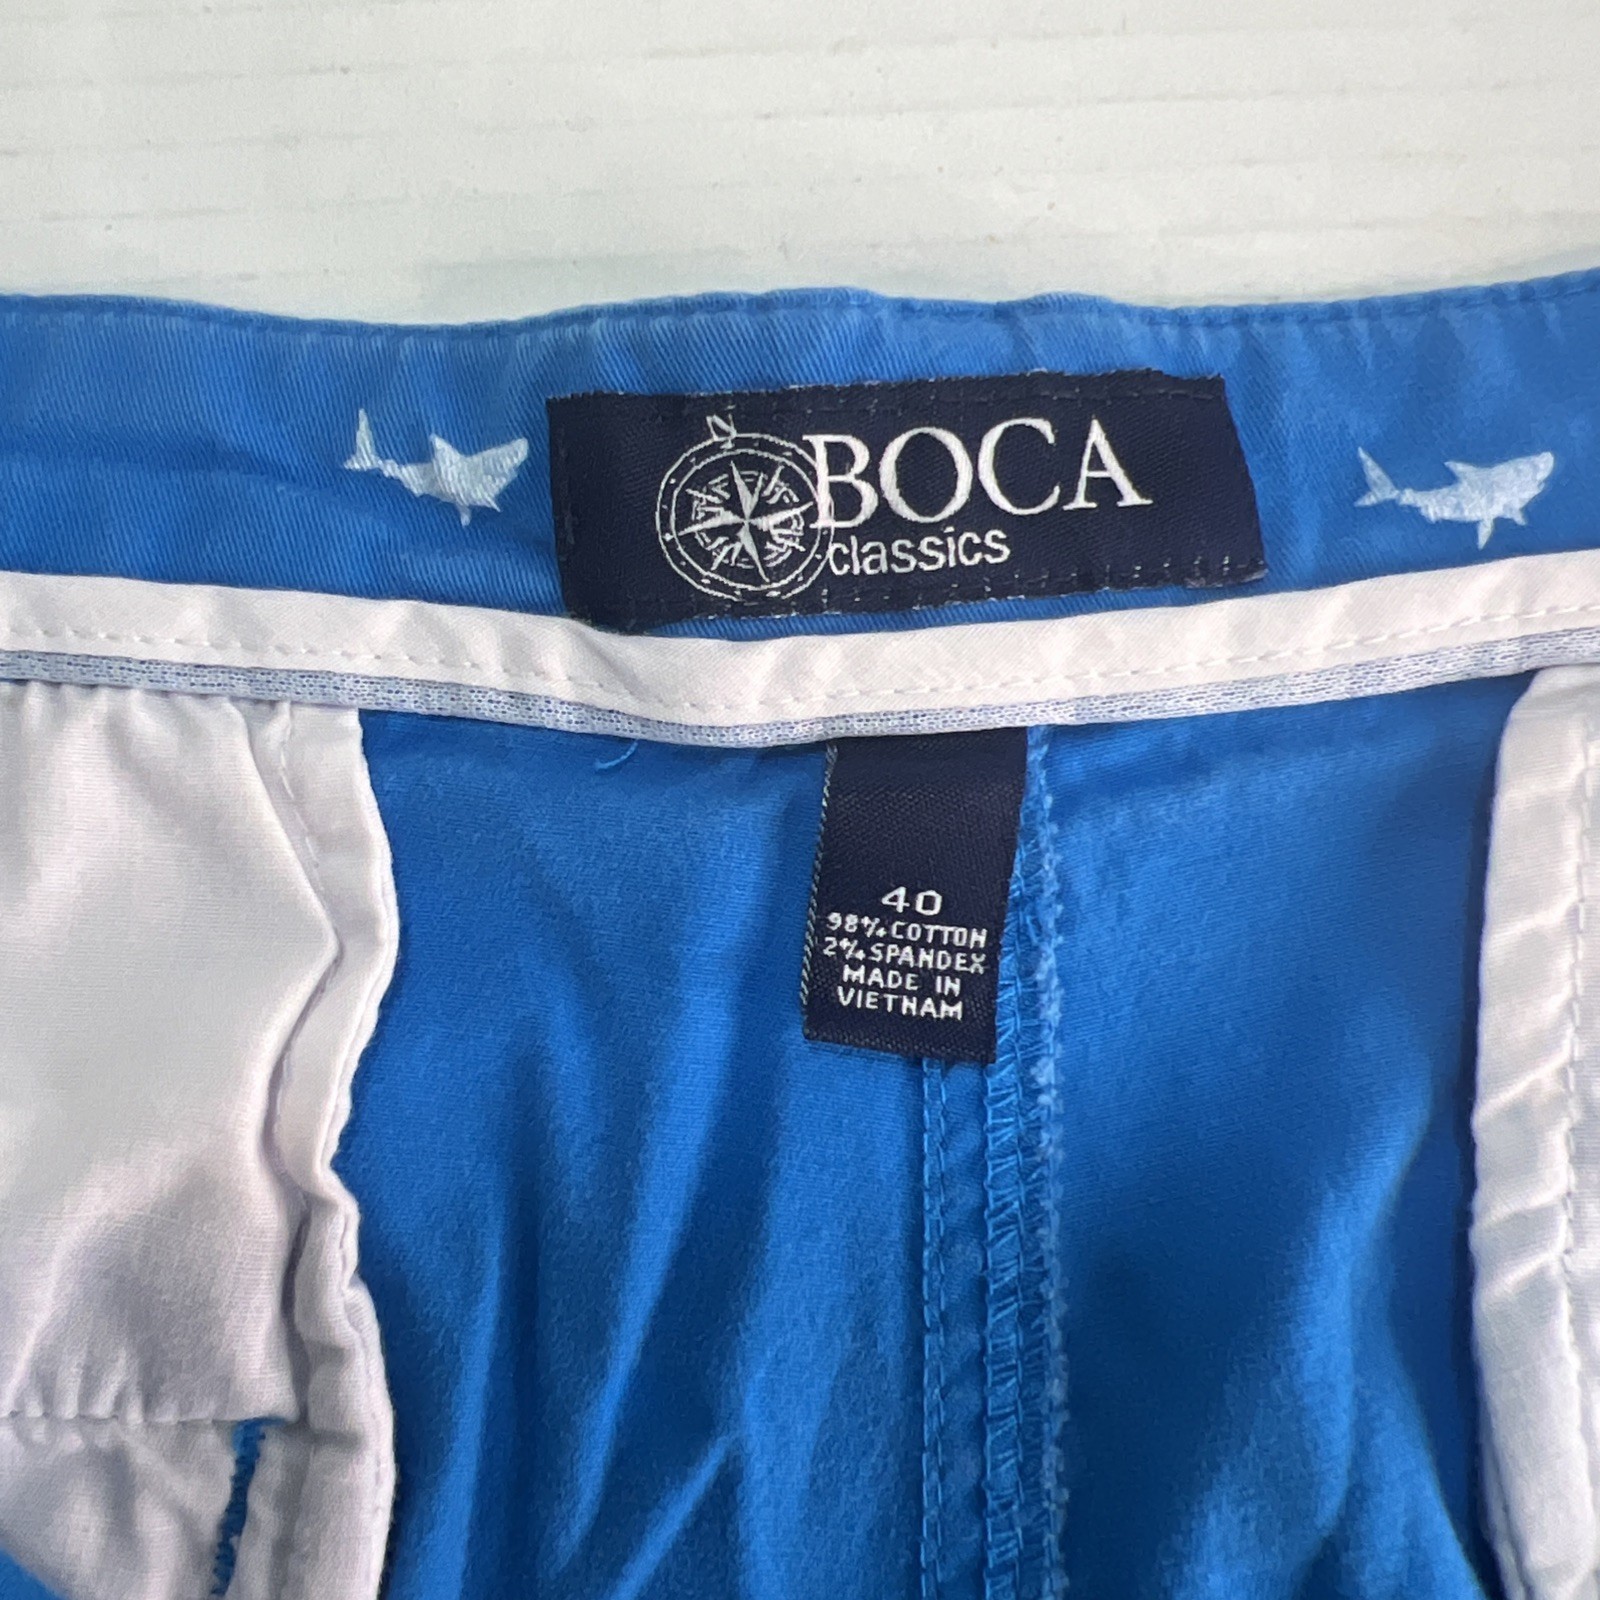 N
BOCA
classics
40
98% COTTON
2% SPANDEX
MADE IN
VIETNAM